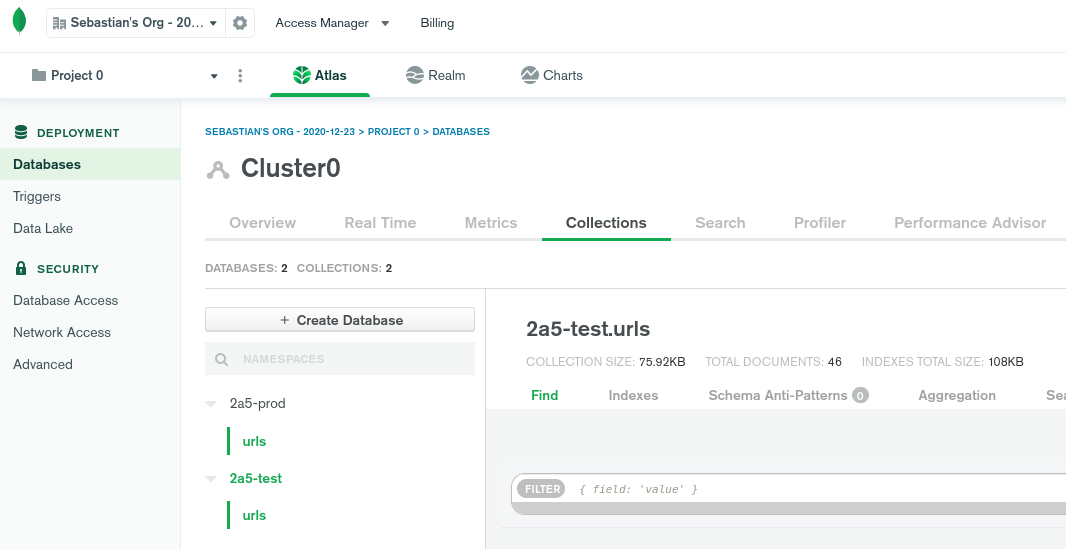 Sebastian's Org - 20...
Access Manager
Billing
Project 0
Atlas
Realm
Charts
DEPLOYMENT
Databases
Triggers
Data Lake
SECURITY
Database Access
Network Access
Advanced
SEBASTIAN'S ORG - 2020-12-23 > PROJECT 0 > DATABASES
Cluster0
Overview
Real Time
Metrics
Collections
Search
Profiler
Performance Advisor
DATABASES: 2 COLLECTIONS: 2
+ Create Database
NAMESPACES
2a5-prod
urls
2a5-test
urls
2a5-test.urls
COLLECTION SIZE: 75.92KB TOTAL DOCUMENTS: 46 INDEXES TOTAL SIZE: 108KB
Find
Indexes
Schema Anti-Patterns 0
Aggregation
FILTER { field: 'value' }